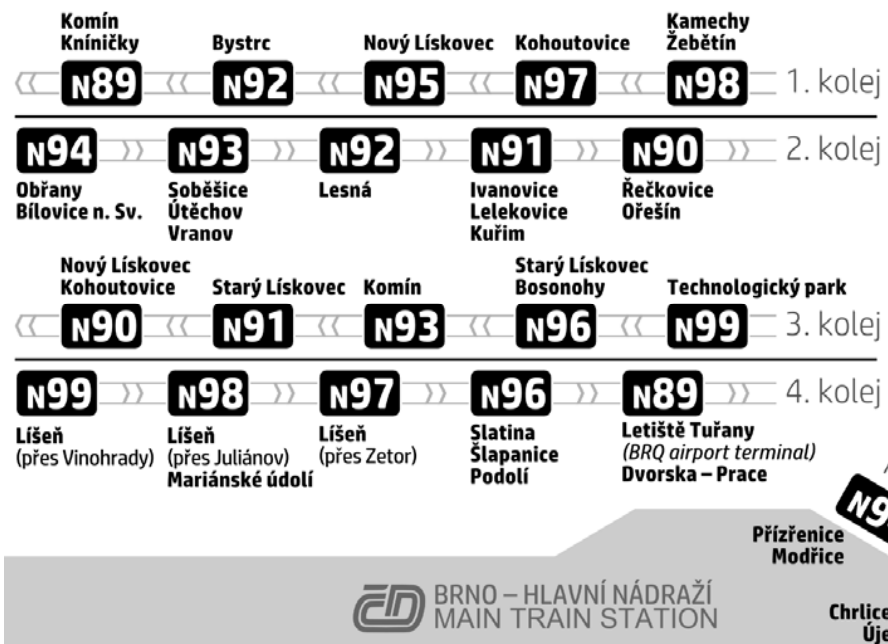 Komín
Kníničky
Bystrc
Nový Lískovec
Kohoutovice
Kamechy
Žebětín
N89
N92
N95
N97
N98
1. kolej
N94
N93
N92
N91
N90
2. kolej
Obřany
Bílovice n. Sv.
Soběšice
Útěchov
Vranov
Lesná
Ivanovice
Lelekovice
Kuřim
Řečkovice
Ořešín
Nový Lískovec
Kohoutovice
Starý Lískovec
Komín
Starý Lískovec
Bosonohy
Technologický park
N90
N91
N93
N96
N99
3. kolej
N99
N98
N97
N96
N89
4. kolej
Líšeň
(přes Vinohrady)
Líšeň
(přes Juliánov)
Mariánské údolí
Líšeň
(přes Zetor)
Slatina
Šlapanice
Podolí
Letiště Tuřany
(BRQ airport terminal)
Dvorska – Prace
Přízřenice
Modřice
ČD
BRNO – HLAVNÍ NÁDRAŽÍ
MAIN TRAIN STATION